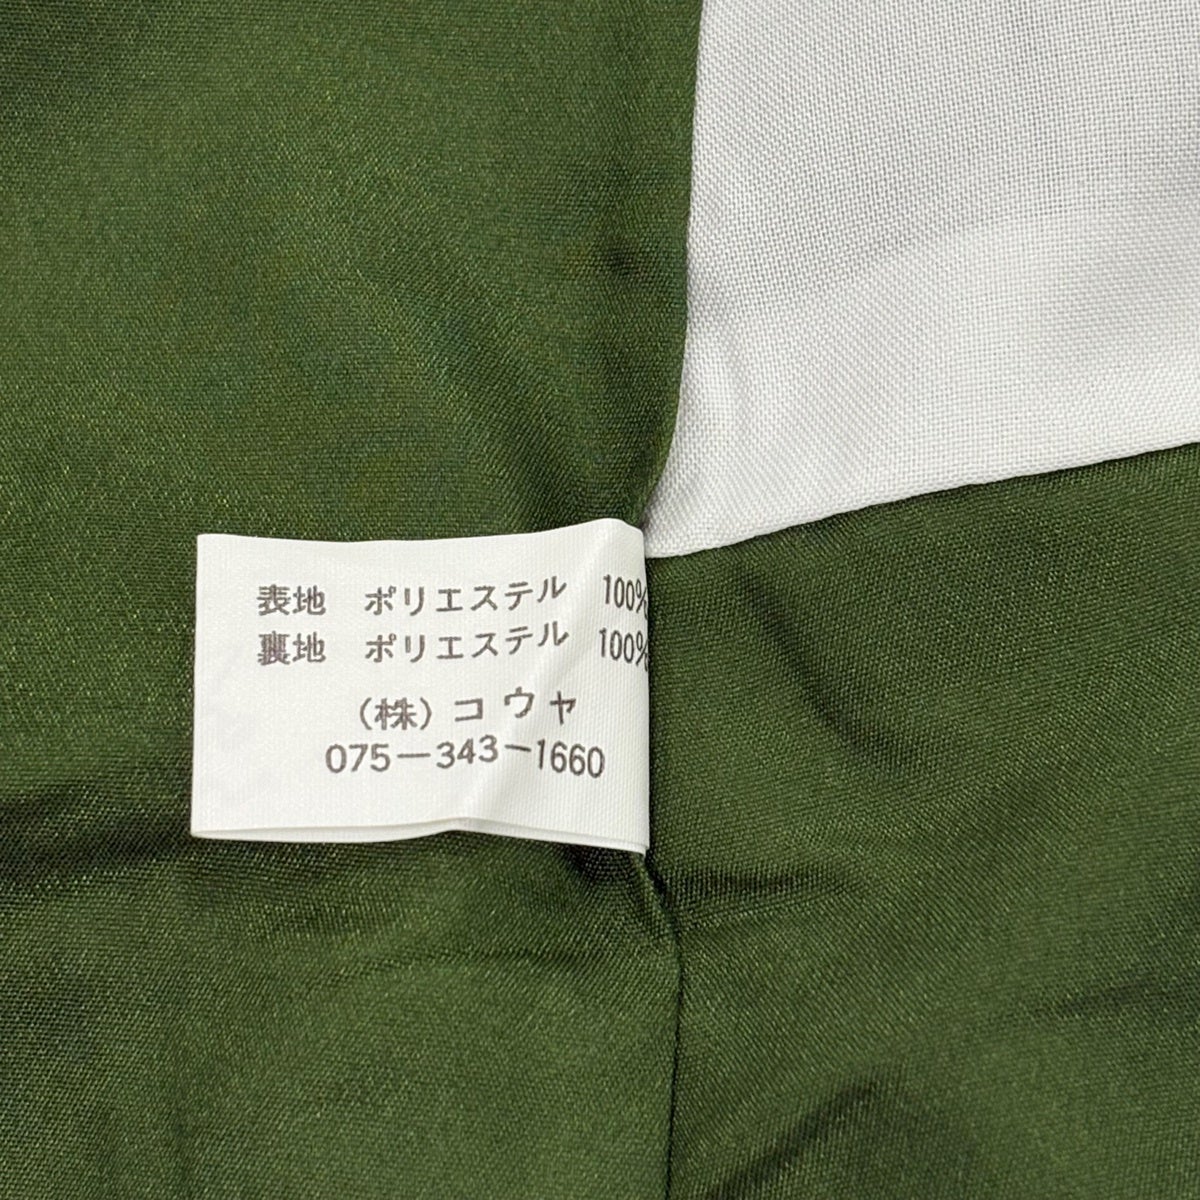 表地 ポリエステル 100%
裏地 ポリエステル 100%
(株)コウヤ
075-343-1660